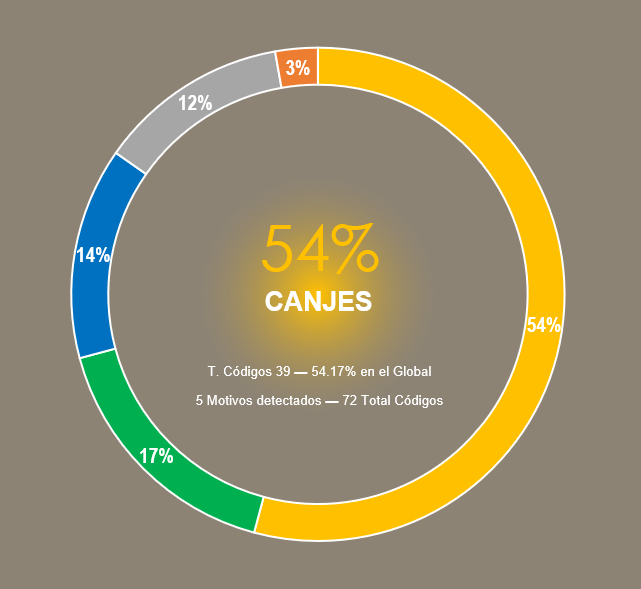 3%
12%
14%
54%
CANJES
54%
T. Códigos 39 — 54.17% en el Global
5 Motivos detectados — 72 Total Códigos
17%